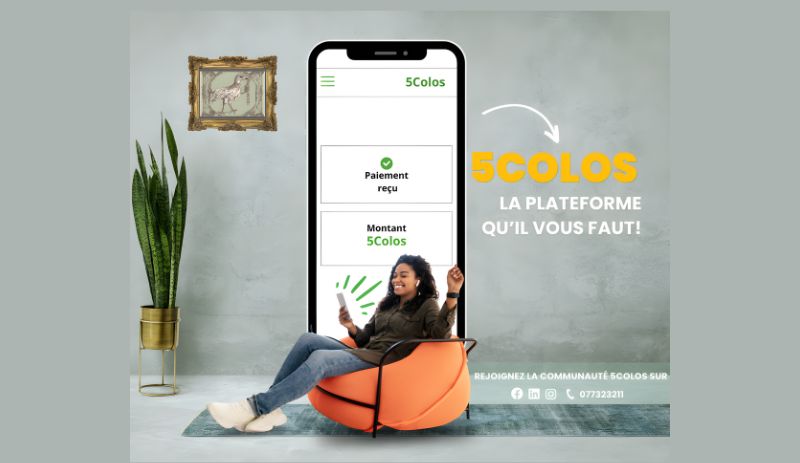 5Colos
Paiement
reçu
Montant
5Colos
5COLOS
LA PLATEFORME
QU'IL VOUS FAUT!
REJOIGNEZ LA COMMUNAUTÉ 5COLOS SUR
077323211